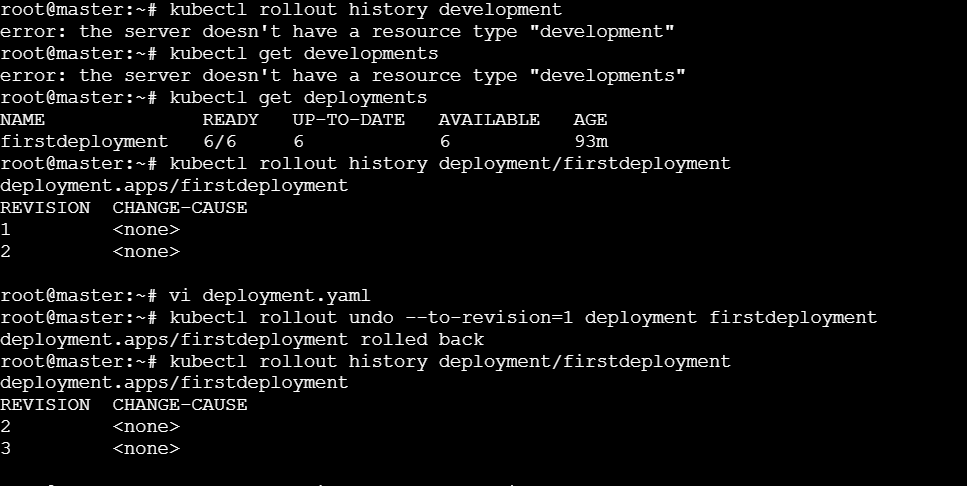 root@master:~# kubectl rollout history development
error: the server doesn't have a resource type "development"
root@master:~# kubectl get developments
error: the server doesn't have a resource type "developments"
root@master:~# kubectl get deployments
NAME READY UP-TO-DATE AVAILABLE AGE
firstdeployment 6/6 6 6 93m
root@master:~# kubectl rollout history deployment/firstdeployment
deployment.apps/firstdeployment
REVISION CHANGE-CAUSE
1 <none>
2 <none>
root@master:~# vi deployment.yaml
root@master:~# kubectl rollout undo --to-revision=1 deployment firstdeployment
deployment.apps/firstdeployment rolled back
root@master:~# kubectl rollout history deployment/firstdeployment
deployment.apps/firstdeployment
REVISION CHANGE-CAUSE
2 <none>
3 <none>